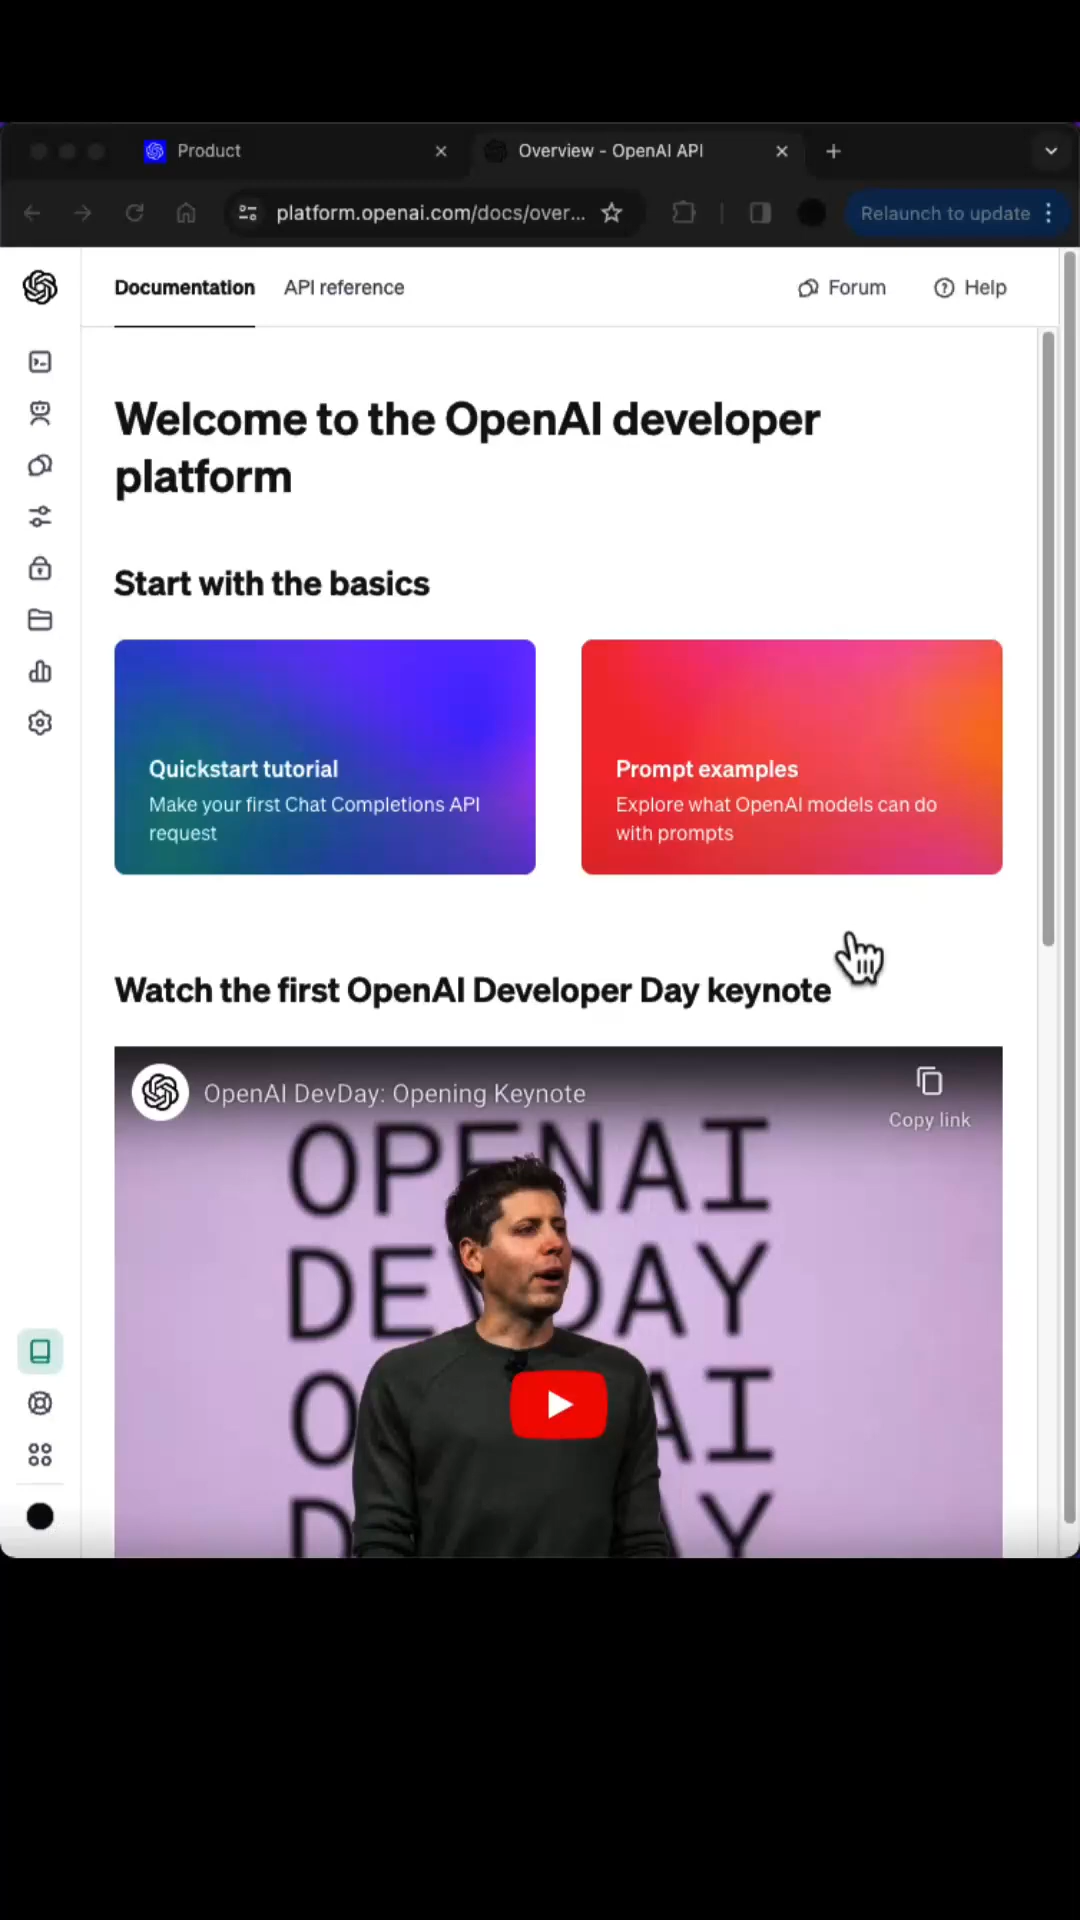 Product
Overview - OpenAI API
platform.openai.com/docs/over...
Relaunch to update
Documentation
API reference
Forum
Help
Welcome to the OpenAI developer
platform
Start with the basics
Quickstart tutorial
Make your first Chat Completions API
request
Prompt examples
Explore what OpenAI models can do
with prompts
Watch the first OpenAI Developer Day keynote
OpenAI DevDay: Opening Keynote
Copy link
OPENAI
DEVDAY